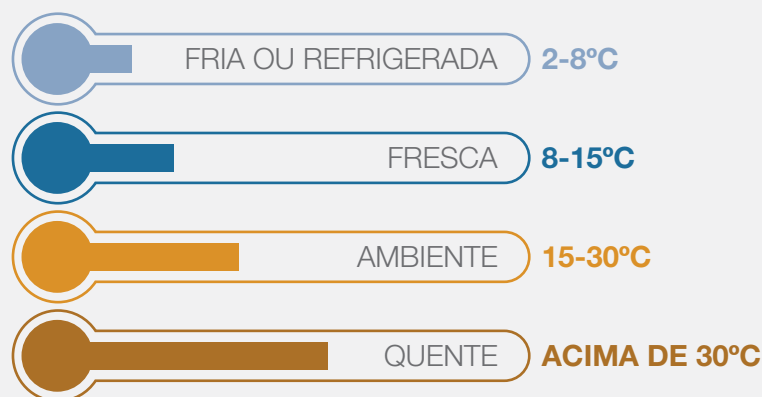 FRIA OU REFRIGERADA 2-8ºC
FRESCA 8-15ºC
AMBIENTE 15-30ºC
QUENTE ACIMA DE 30ºC